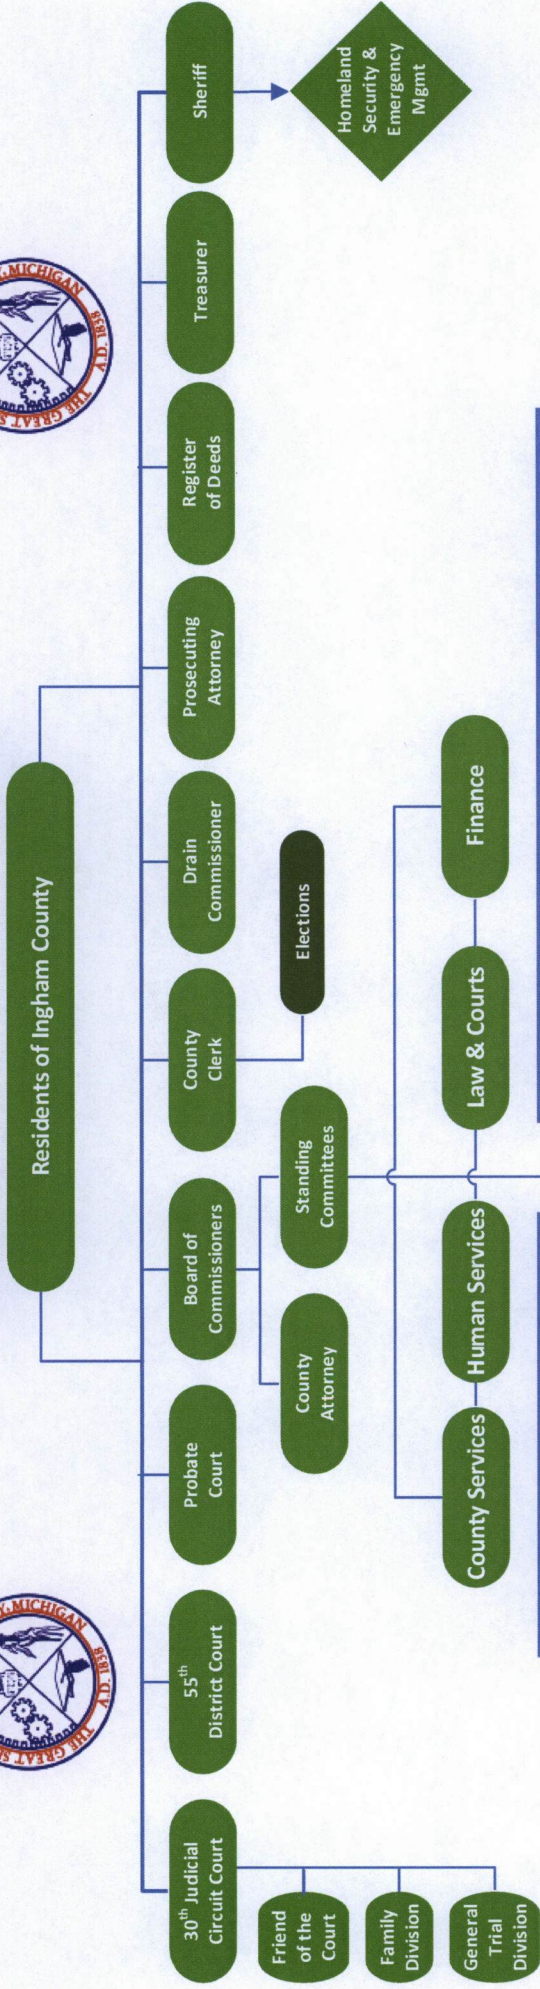 MICHIGAN
A.D. 1838
THE GREAT
MICHIGAN
A.D. 1838
THE GREAT
Residents of Ingham County
30th Judicial
Circuit Court
55th
District Court
Probate
Court
Board of
Commissioners
County
Clerk
Drain
Commissioner
Prosecuting
Attorney
Register
of Deeds
Treasurer
Sheriff
Friend
of the
Court
Family
Division
General
Trial
Division
County
Attorney
Standing
Committees
Elections
Homeland
Security &
Emergency
Mgmt
County Services
Human Services
Law & Courts
Finance